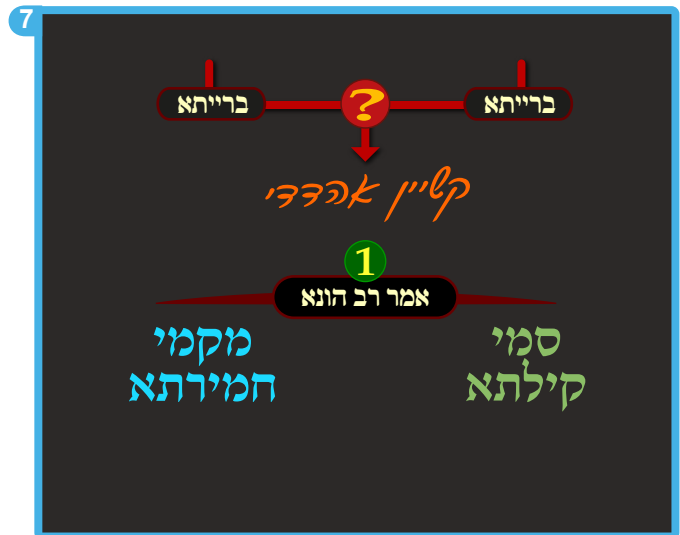 7
ברייתא ? ברייתא
קשיין אהדדי
1
אמר רב הונא
סמי מקמי
קילתא חמירתא